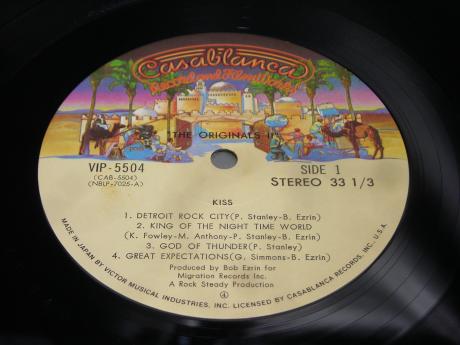 Casablanca
Record and FilmWorks
"THE ORIGINALS II"
VIP-5504
SIDE 1
(CAB-5504)
(NBLP-7025-A)
STEREO 33 1/3
KISS
1. DETROIT ROCK CITY(P. Stanley-B. Ezrin)
2. KING OF THE NIGHT TIME WORLD
(K. Fowley-M. Anthony-P. Stanley-B. Ezrin)
3. GOD OF THUNDER(P. Stanley)
4. GREAT EXPECTATIONS(G. Simmons-B. Ezrin)
Produced by Bob Ezrin for
Migration Records Inc.
A Rock Steady Production
4
MADE IN JAPAN BY VICTOR MUSICAL INDUSTRIES, INC. LICENSED BY CASABLANCA RECORDS, INC., U.S.A.